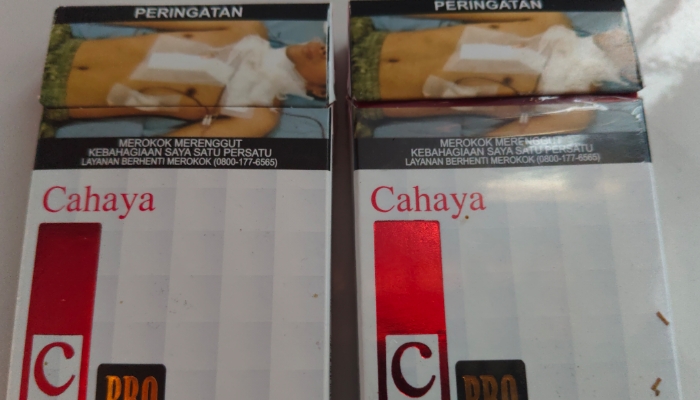 PERINGATAN
MEROKOK MERENGGUT
KEBAHAGIAAN SAYA SATU PERSATU
LAYANAN BERHENTI MEROKOK (0800-177-6565)
Cahaya
C
PRO
PERINGATAN
MEROKOK MERENGGUT
KEBAHAGIAAN SAYA SATU PERSATU
LAYANAN BERHENTI MEROKOK (0800-177-6565)
Cahaya
C
PRO